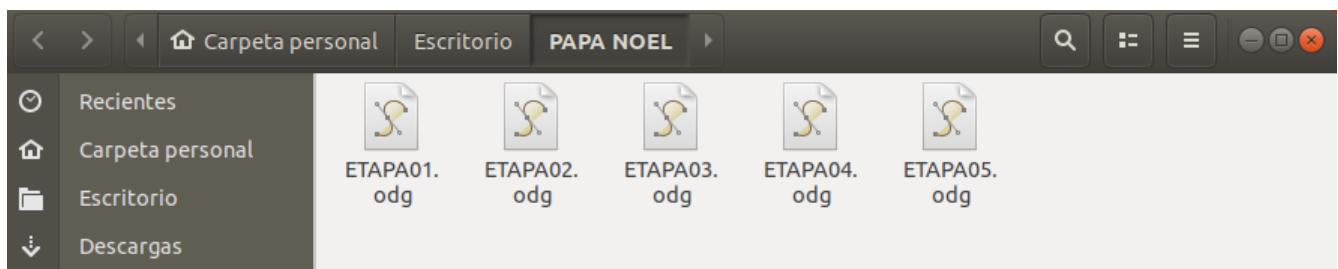 Carpeta personal Escritorio PAPA NOEL
Recientes
Carpeta personal
Escritorio
Descargas
ETAPA01.
odg
ETAPA02.
odg
ETAPA03.
odg
ETAPA04.
odg
ETAPA05.
odg